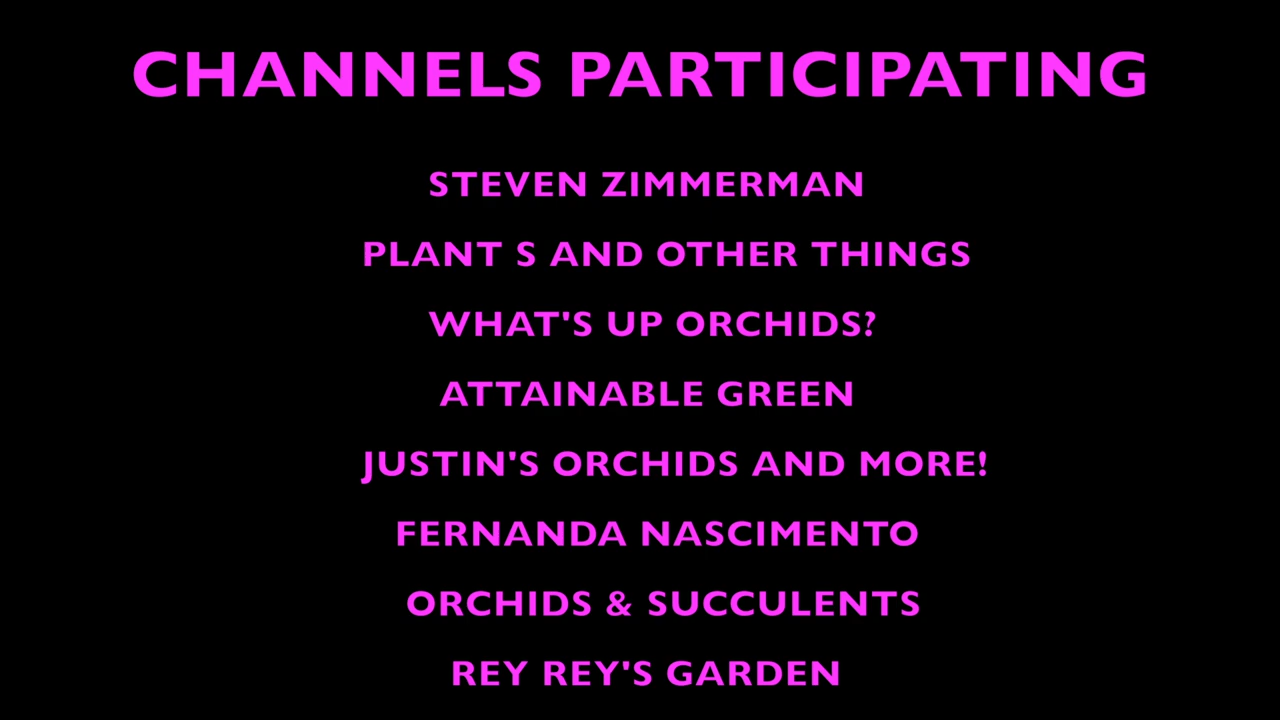 CHANNELS PARTICIPATING
STEVEN ZIMMERMAN
PLANT S AND OTHER THINGS
WHAT'S UP ORCHIDS?
ATTAINABLE GREEN
JUSTIN'S ORCHIDS AND MORE!
FERNANDA NASCIMENTO
ORCHIDS & SUCCULENTS
REY REY'S GARDEN